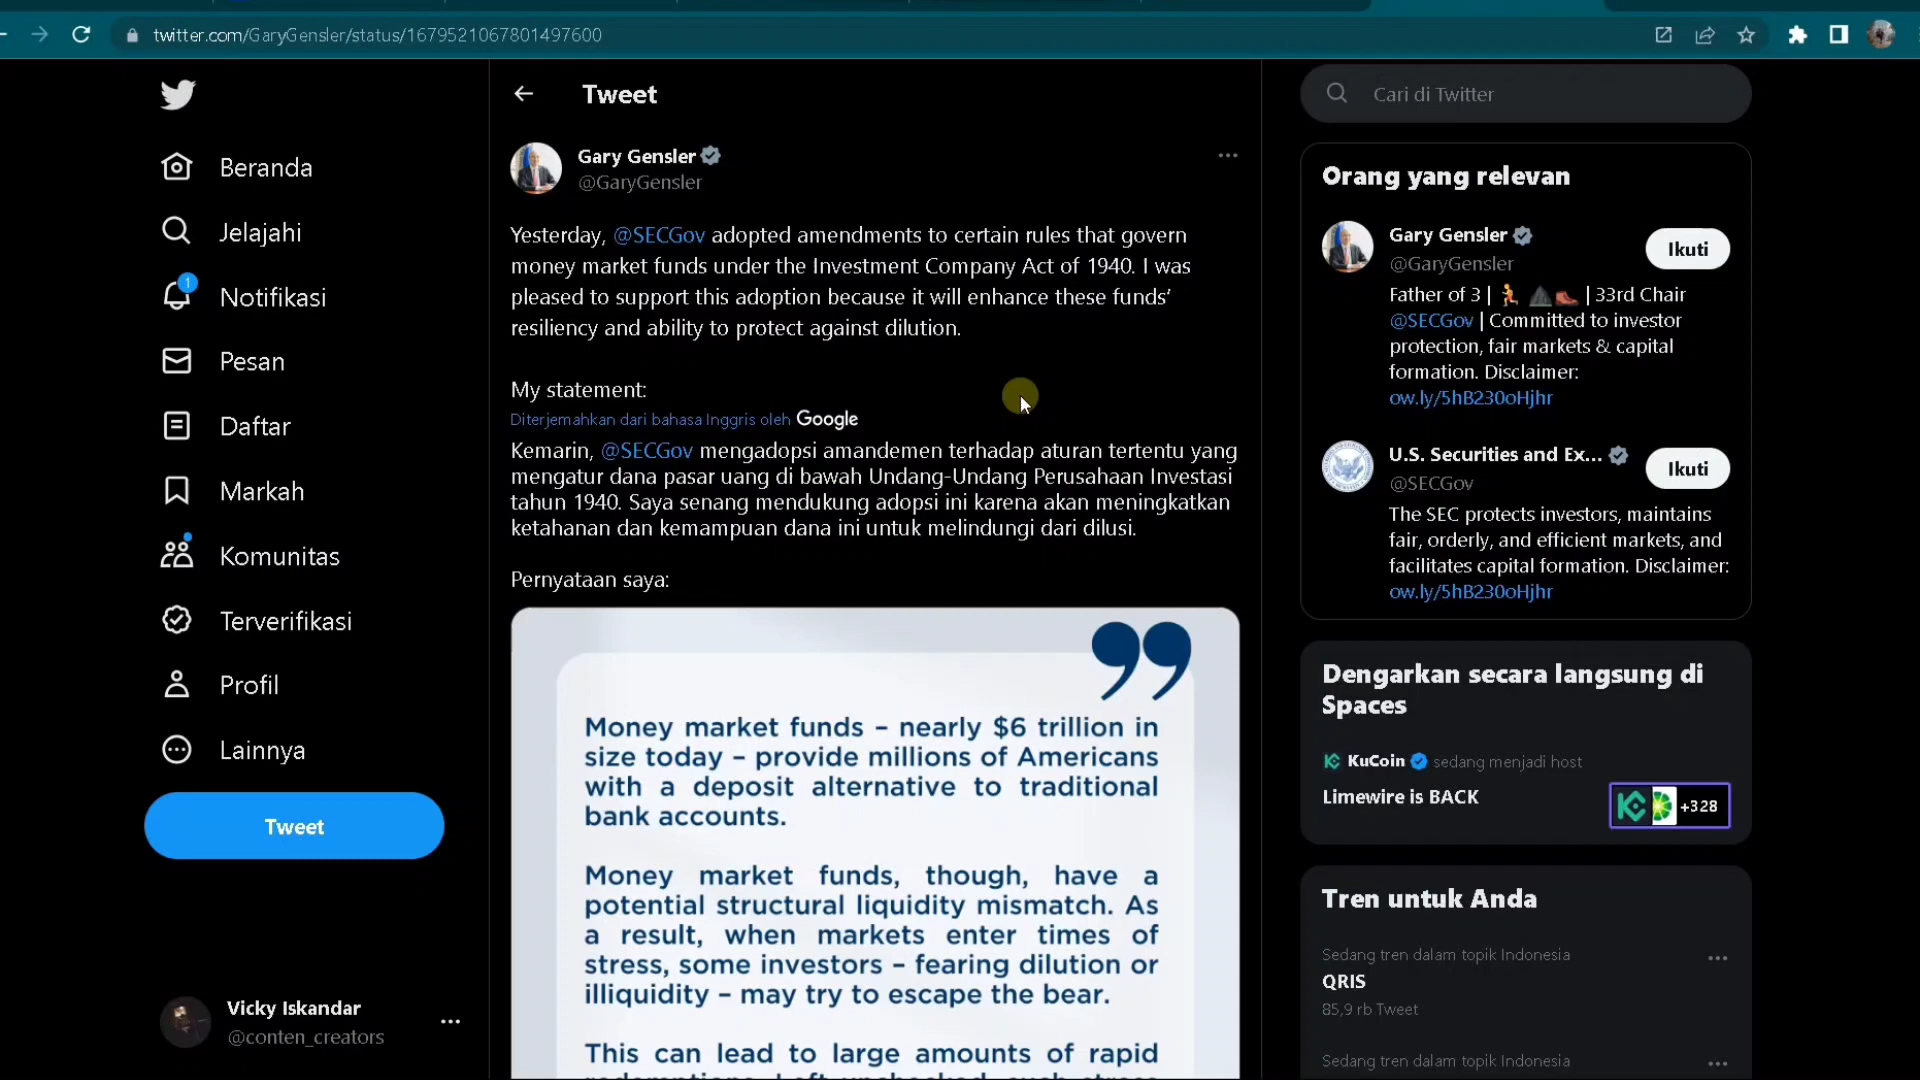 twitter.com/GaryGensler/status/1679521067801497600
Beranda
Jelajahi
1
Notifikasi
Pesan
Daftar
Markah
Komunitas
Terverifikasi
Profil
Lainnya
Tweet
Vicky Iskandar
@conten_creators
Tweet
Gary Gensler
@GaryGensler
Yesterday, @SECGov adopted amendments to certain rules that govern
money market funds under the Investment Company Act of 1940. I was
pleased to support this adoption because it will enhance these funds’
resiliency and ability to protect against dilution.
My statement:
Diterjemahkan dari bahasa Inggris oleh Google
Kemarin, @SECGov mengadopsi amandemen terhadap aturan tertentu yang
mengatur dana pasar uang di bawah Undang-Undang Perusahaan Investasi
tahun 1940. Saya senang mendukung adopsi ini karena akan meningkatkan
ketahanan dan kemampuan dana ini untuk melindungi dari dilusi.
Pernyataan saya:
Money market funds – nearly $6 trillion in
size today – provide millions of Americans
with a deposit alternative to traditional
bank accounts.
Money market funds, though, have a
potential structural liquidity mismatch. As
a result, when markets enter times of
stress, some investors – fearing dilution or
illiquidity – may try to escape the bear.
This can lead to large amounts of rapid
Cari di Twitter
Orang yang relevan
Gary Gensler
Ikuti
@GaryGensler
Father of 3 | 🏃 ⛰️🥾 | 33rd Chair
@SECGov | Committed to investor
protection, fair markets & capital
formation. Disclaimer:
ow.ly/5hB230oHjhr
U.S. Securities and Ex...
Ikuti
@SECGov
The SEC protects investors, maintains
fair, orderly, and efficient markets, and
facilitates capital formation. Disclaimer:
ow.ly/5hB230oHjhr
Dengarkan secara langsung di
Spaces
KuCoin sedang menjadi host
Limewire is BACK
+328
Tren untuk Anda
Sedang tren dalam topik Indonesia
QRIS
85,9 rb Tweet
Sedang tren dalam topik Indonesia